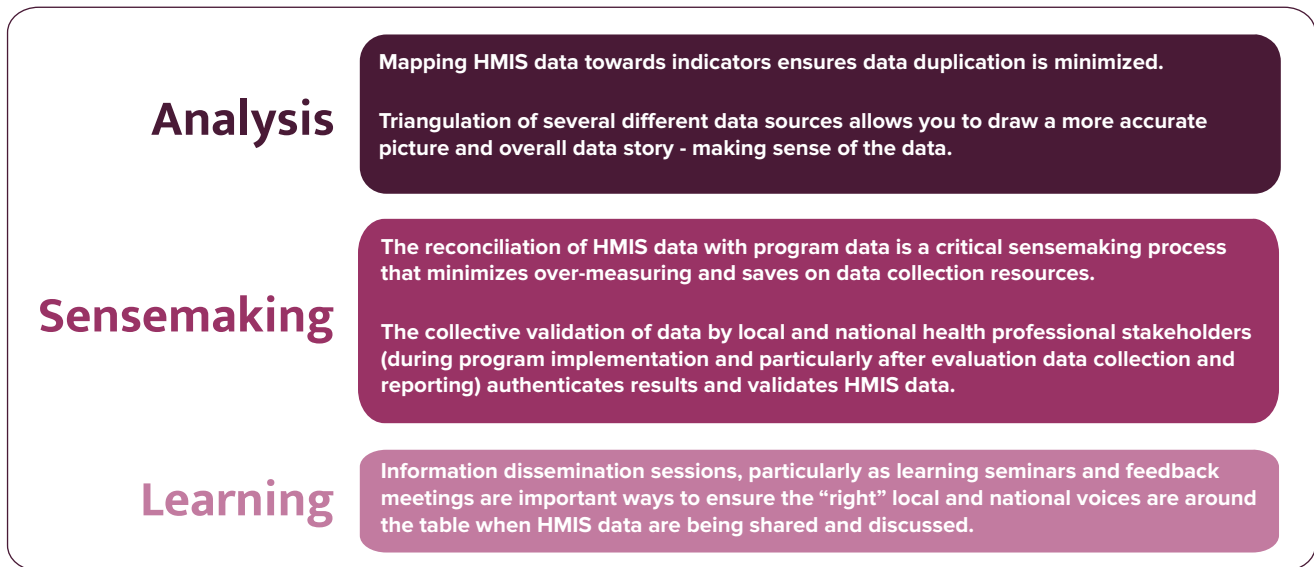 Analysis
Mapping HMIS data towards indicators ensures data duplication is minimized.
Triangulation of several different data sources allows you to draw a more accurate
picture and overall data story - making sense of the data.
Sensemaking
The reconciliation of HMIS data with program data is a critical sensemaking process
that minimizes over-measuring and saves on data collection resources.
The collective validation of data by local and national health professional stakeholders
(during program implementation and particularly after evaluation data collection and
reporting) authenticates results and validates HMIS data.
Learning
Information dissemination sessions, particularly as learning seminars and feedback
meetings are important ways to ensure the “right” local and national voices are around
the table when HMIS data are being shared and discussed.